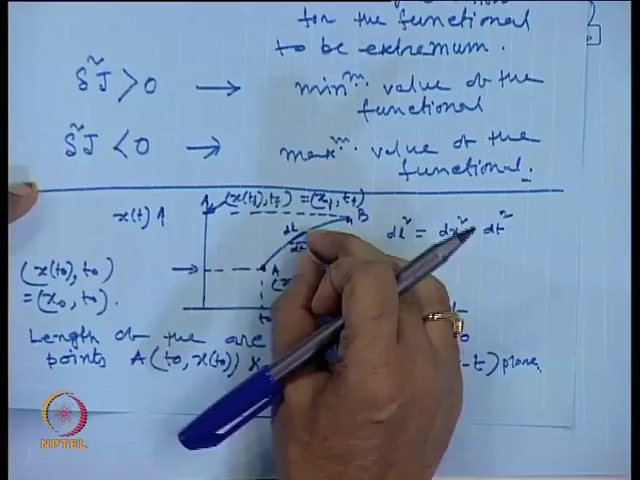 for the functional
to be extremum.
δ²J > 0 → minᵐ value of the
functional
δ²J < 0 → maxᵐ value of the
functional.
x(t) (x(tf), tf) = (xf, tf)
B
dl
dl² = dx² dt²
(x(t0), t0)
= (x0, t0).
A
Length of the arc
points A(t0, x(t0)) -t) plane.
NPTEL